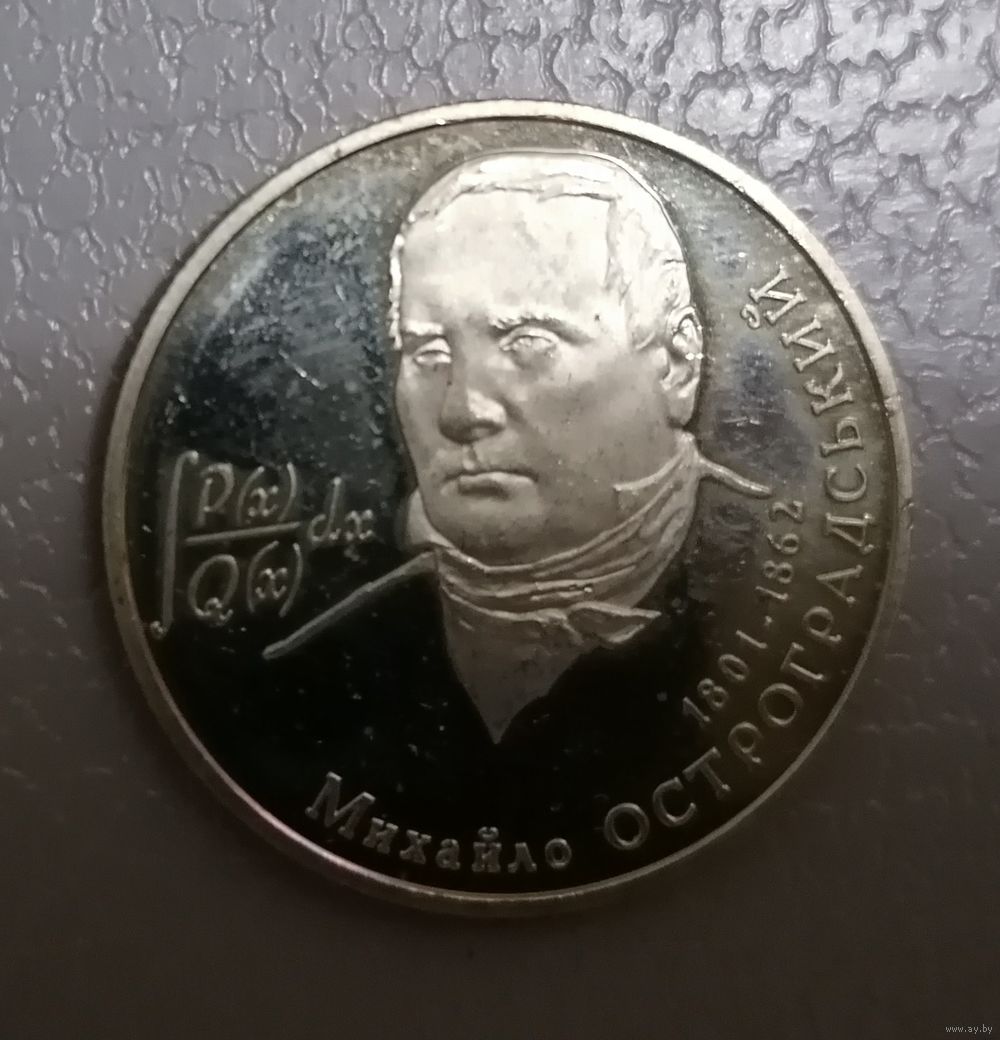 ∫ P(x)/Q(x) dx
Михайло ОСТРОГРАДСЬКИЙ
1801-1862
www.ay.by